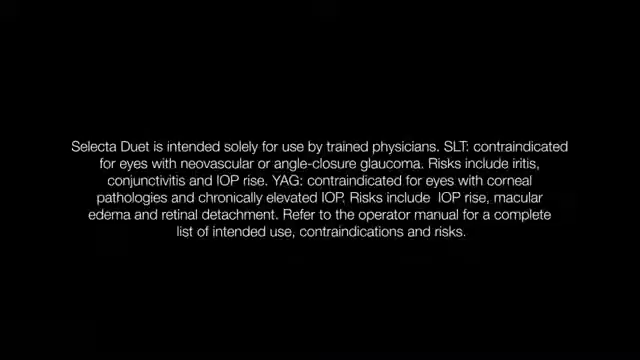 Selecta Duet is intended solely for use by trained physicians. SLT: contraindicated
for eyes with neovascular or angle-closure glaucoma. Risks include iritis,
conjunctivitis and IOP rise. YAG: contraindicated for eyes with corneal
pathologies and chronically elevated IOP. Risks include  IOP rise, macular
edema and retinal detachment. Refer to the operator manual for a complete
list of intended use, contraindications and risks.